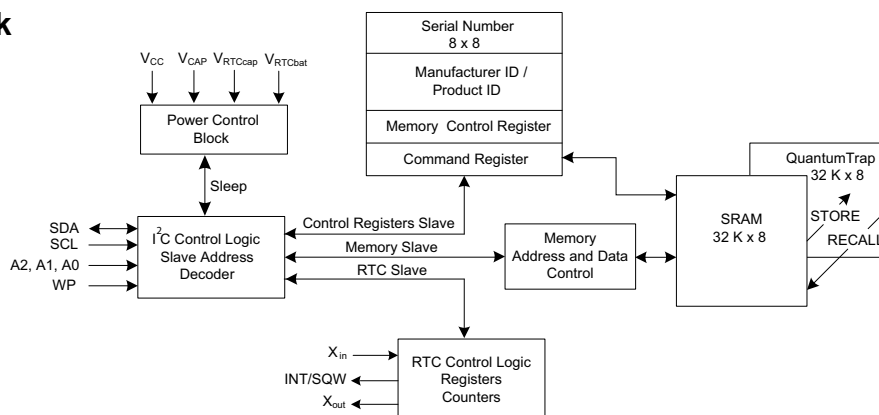 k
Serial Number
8 x 8
Manufacturer ID /
Product ID
Memory Control Register
Command Register
VCC VCAP VRTCcap VRTCbat
Power Control
Block
Sleep
QuantumTrap
32 K x 8
SRAM
32 K x 8
STORE
RECALL
SDA
SCL
A2, A1, A0
WP
I2C Control Logic
Slave Address
Decoder
Control Registers Slave
Memory Slave
RTC Slave
Memory
Address and Data
Control
Xin
INT/SQW
Xout
RTC Control Logic
Registers
Counters